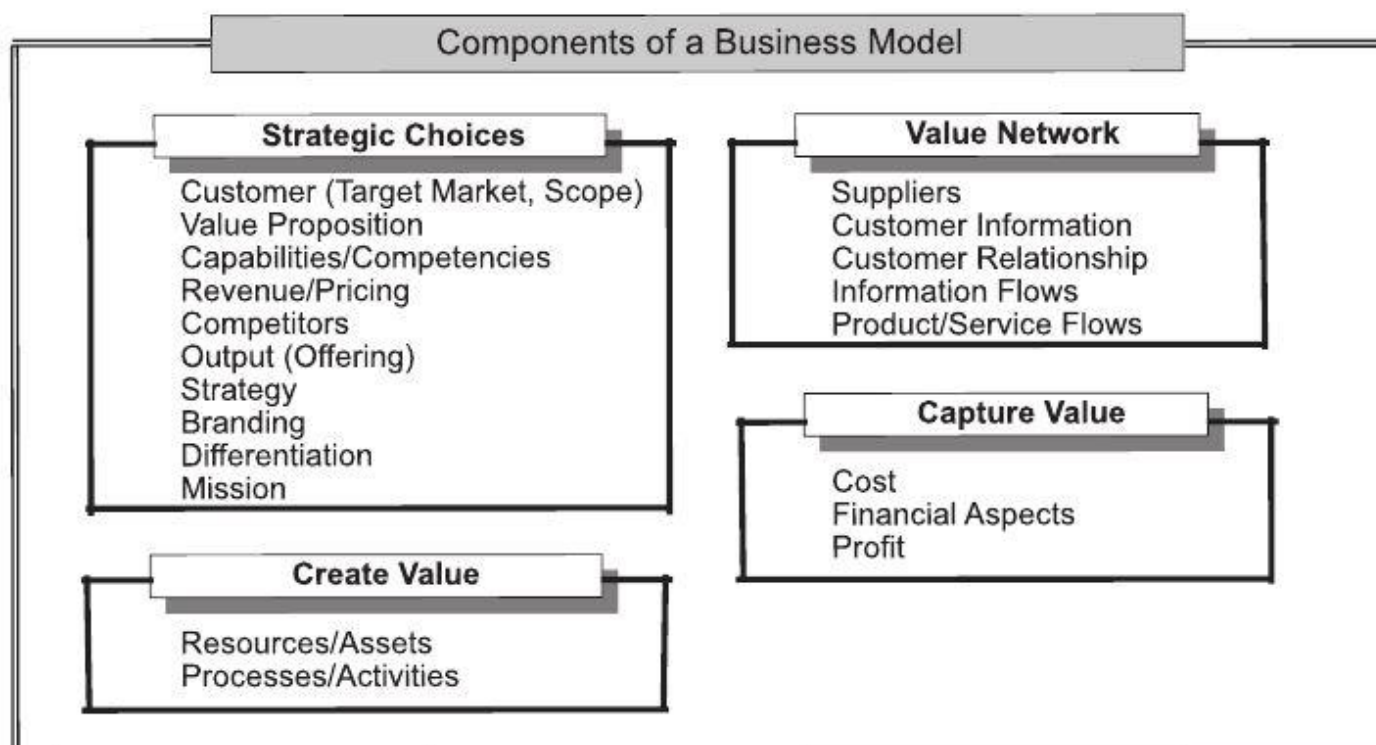 Components of a Business Model
Strategic Choices
Customer (Target Market, Scope)
Value Proposition
Capabilities/Competencies
Revenue/Pricing
Competitors
Output (Offering)
Strategy
Branding
Differentiation
Mission
Create Value
Resources/Assets
Processes/Activities
Value Network
Suppliers
Customer Information
Customer Relationship
Information Flows
Product/Service Flows
Capture Value
Cost
Financial Aspects
Profit